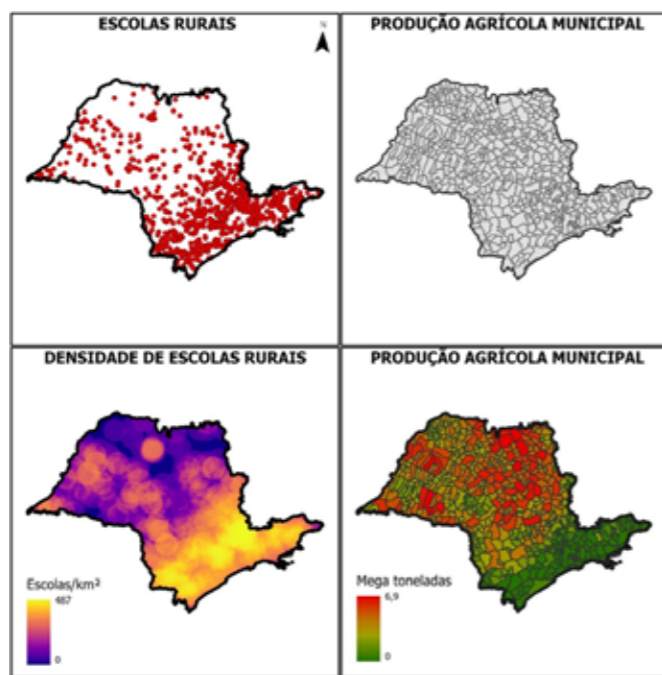 ESCOLAS RURAIS
N
PRODUÇÃO AGRÍCOLA MUNICIPAL
DENSIDADE DE ESCOLAS RURAIS
Escolas/km²
487
0
PRODUÇÃO AGRÍCOLA MUNICIPAL
Mega toneladas
6,9
0